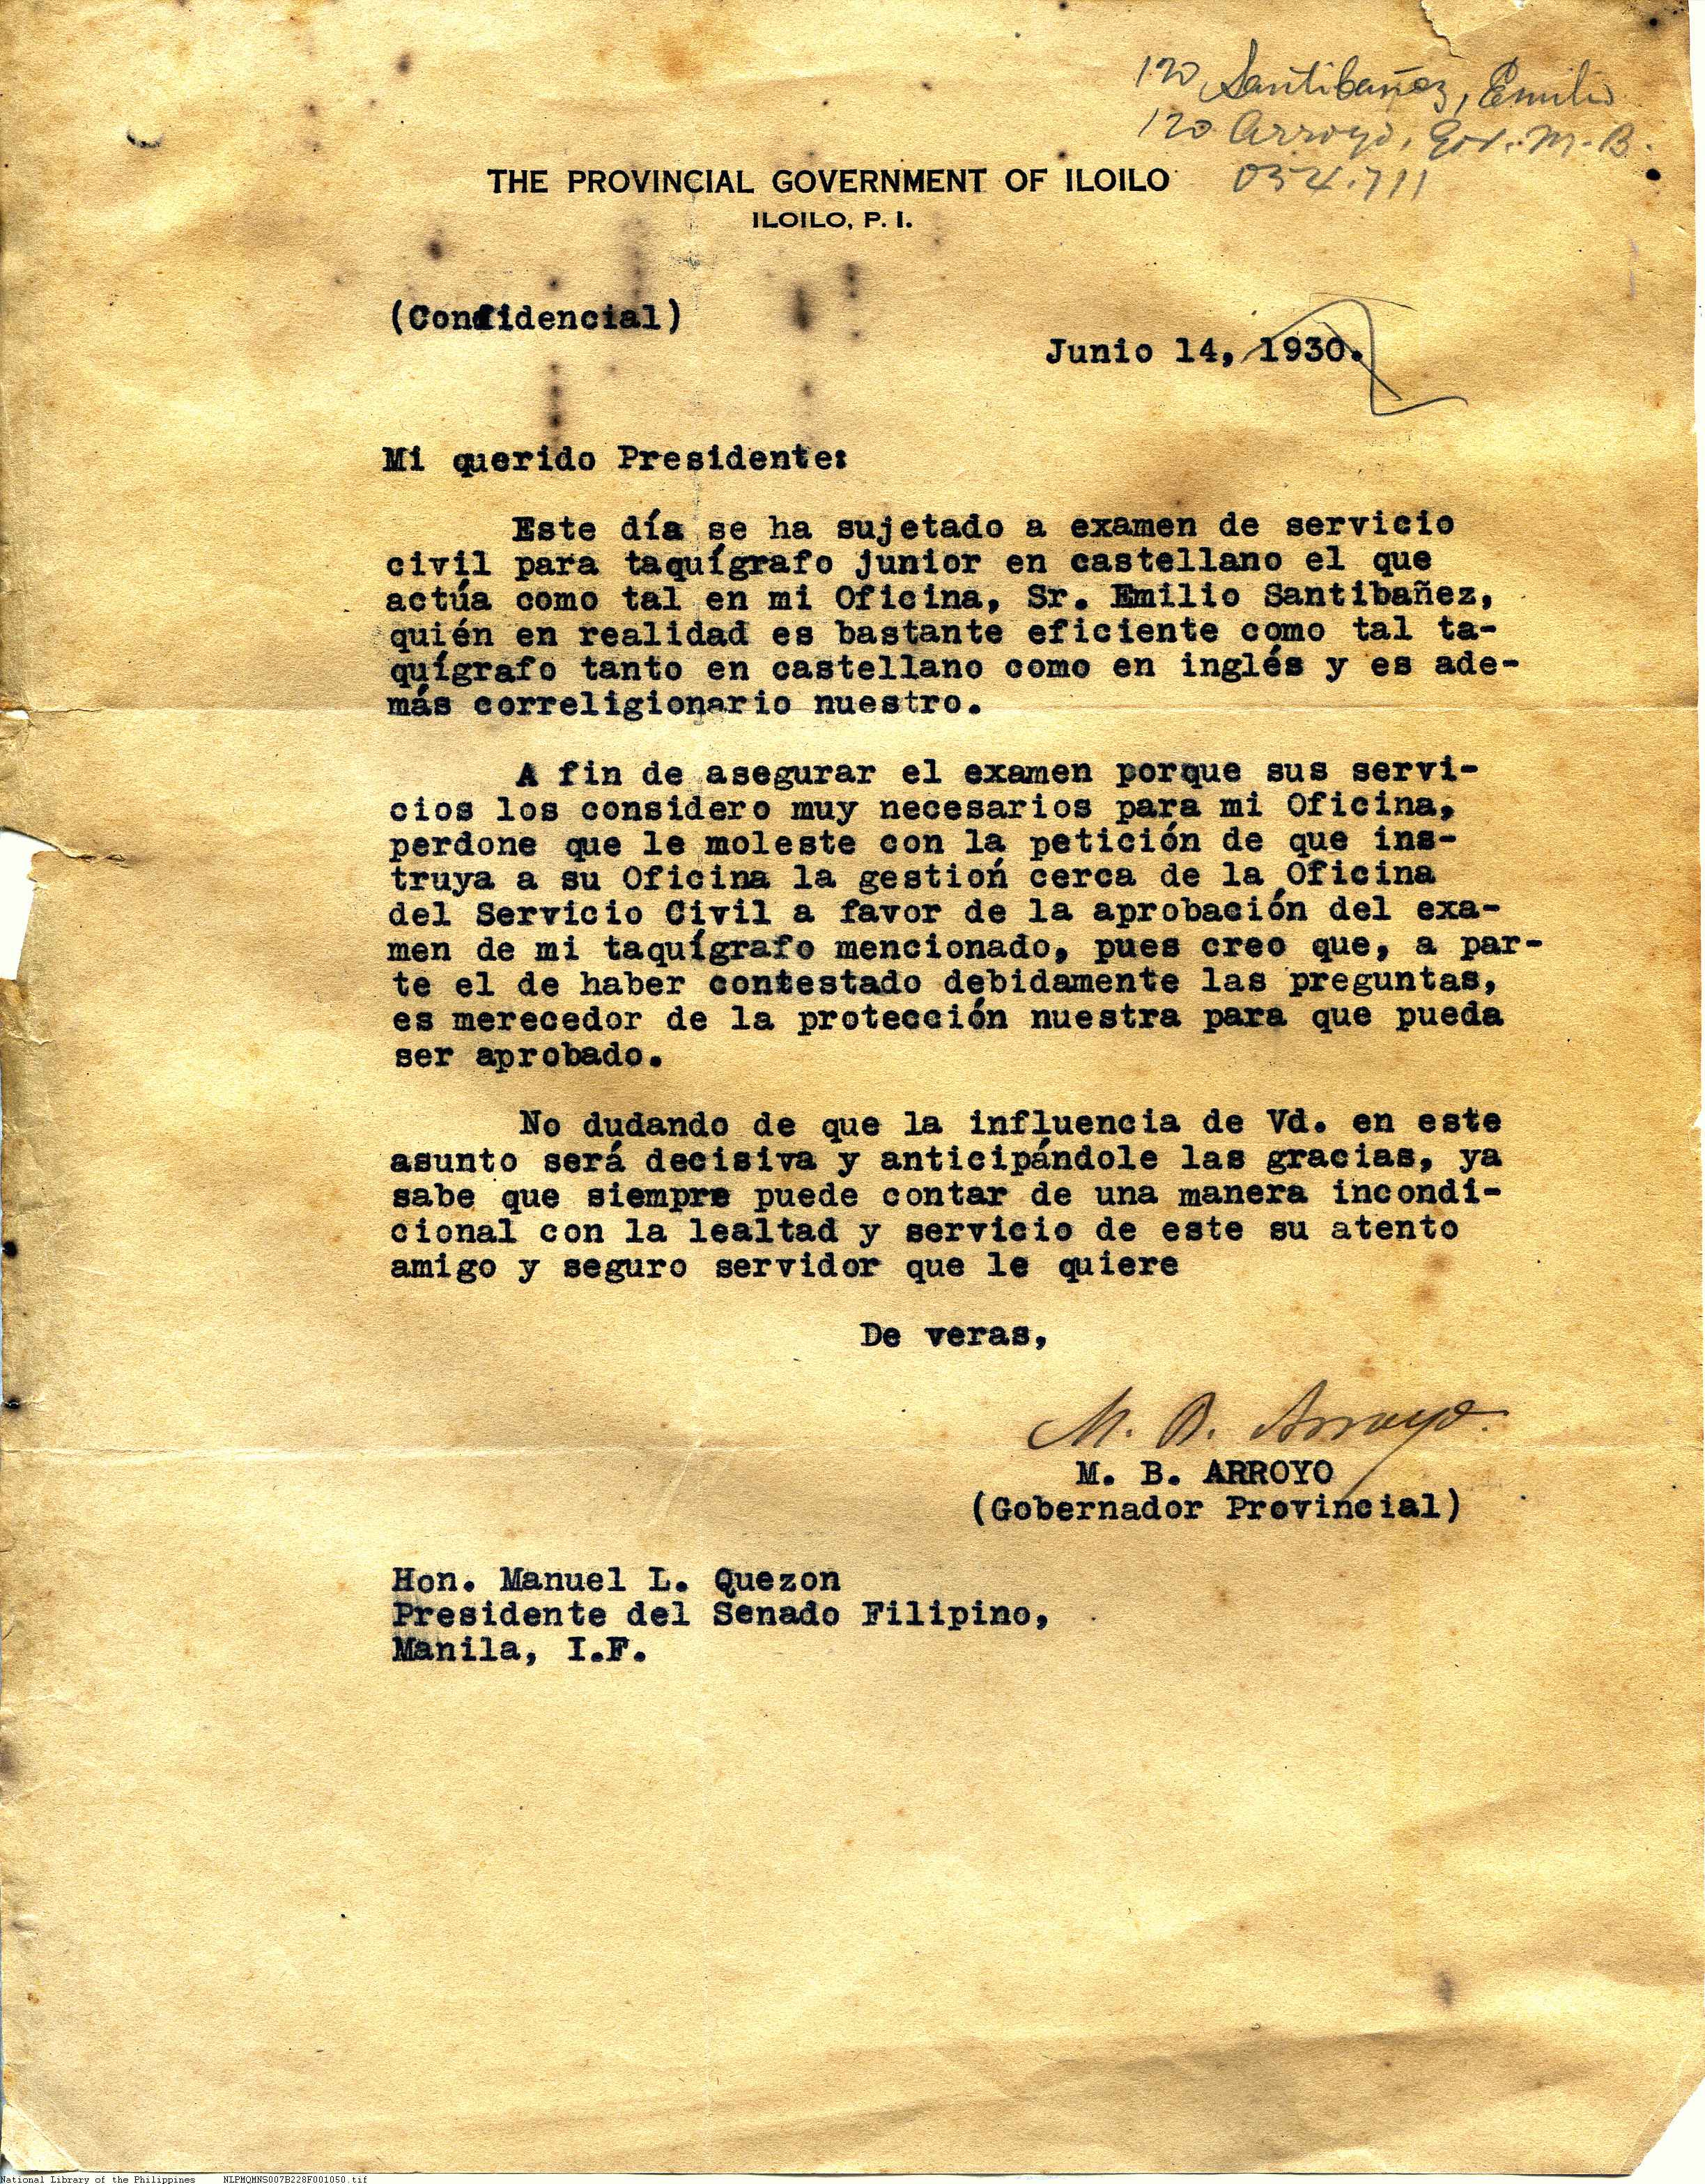 120 Santibañez, Emilio
120 Arroyo, Gov. M. B.
THE PROVINCIAL GOVERNMENT OF ILOILO
ILOILO, P. I.
(Confidencial)
Junio 14, 1930.
Mi querido Presidente:
Este día se ha sujetado a examen de servicio
civil para taquígrafo junior en castellano el que
actúa como tal en mi Oficina, Sr. Emilio Santibañez,
quién en realidad es bastante eficiente como tal ta-
quígrafo tanto en castellano como en inglés y es ade-
más correligionario nuestro.
A fin de asegurar el examen porque sus servi-
cios los considero muy necesarios para mi Oficina,
perdone que le moleste con la petición de que ins-
truya a su Oficina la gestión cerca de la Oficina
del Servicio Civil a favor de la aprobación del exa-
men de mi taquígrafo mencionado, pues creo que, a par-
te el de haber contestado debidamente las preguntas,
es merecedor de la protección nuestra para que pueda
ser aprobado.
No dudando de que la influencia de Vd. en este
asunto será decisiva y anticipándole las gracias, ya
sabe que siempre puede contar de una manera incondi-
cional con la lealtad y servicio de este su atento
amigo y seguro servidor que le quiere
De veras,
M. B. Arroyo.
M. B. ARROYO
(Gobernador Provincial)
Hon. Manuel L. Quezon
Presidente del Senado Filipino,
Manila, I.F.
National Library of the Philippines NLPMQMNS007B228F001050.tif